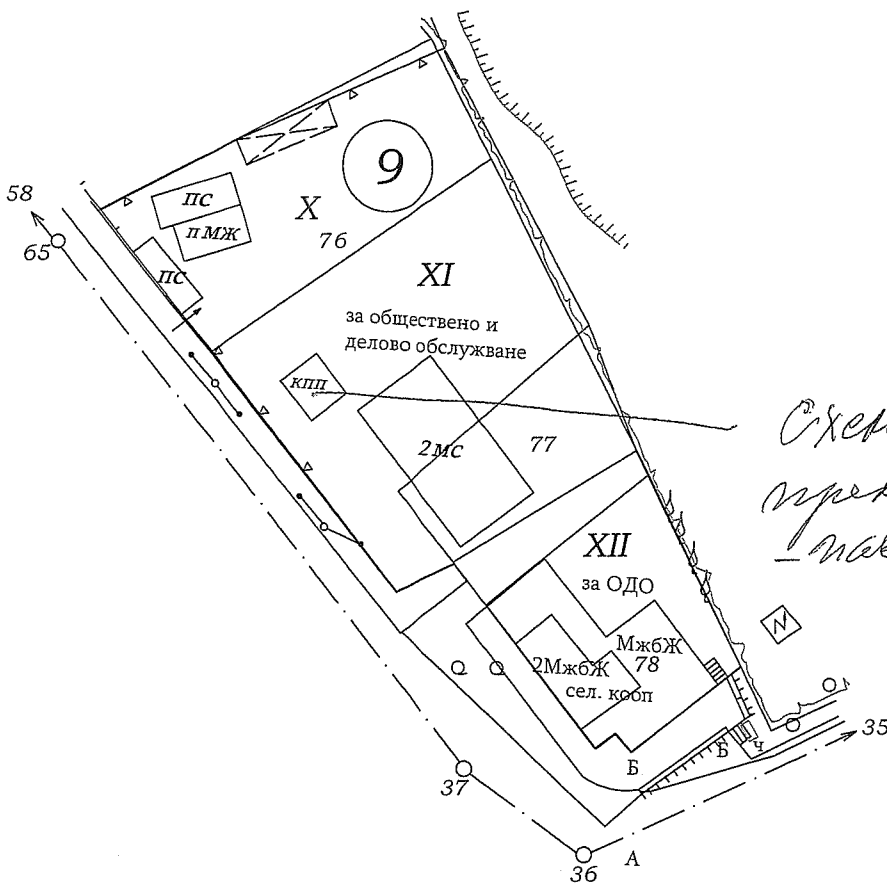 9
58
ПС
X
пМЖ
76
65
ПС
XI
за обществено и
делово обслужване
кпп
2мс
77
XII
за ОДО
МжбЖ
2МжбЖ
78
сел. кооп
35
Б
Б
ч
37
А
36